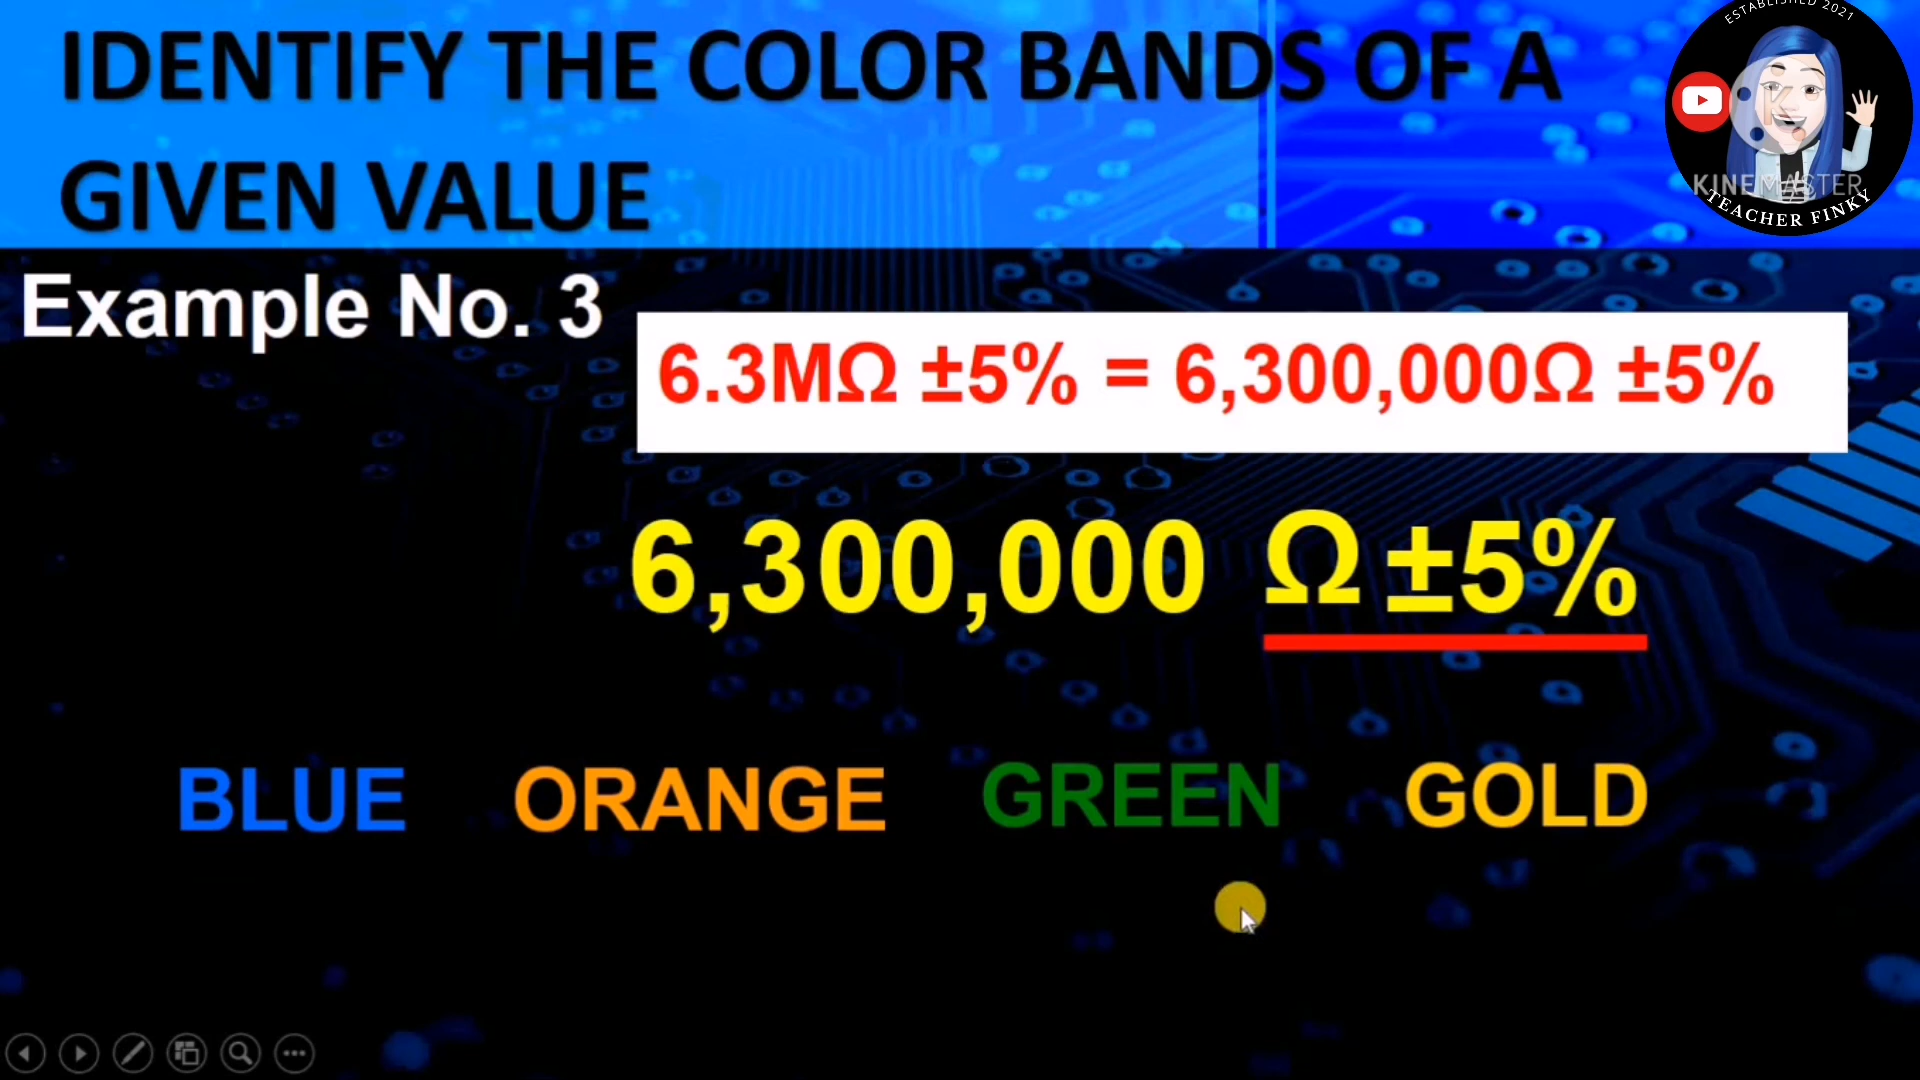 IDENTIFY THE COLOR BANDS OF A
GIVEN VALUE
ESTABLISHED 2021
KINEMASTER
TEACHER FINKY
Example No. 3
6.3MΩ ±5% = 6,300,000Ω ±5%
6,300,000 Ω ±5%
BLUE ORANGE GREEN GOLD